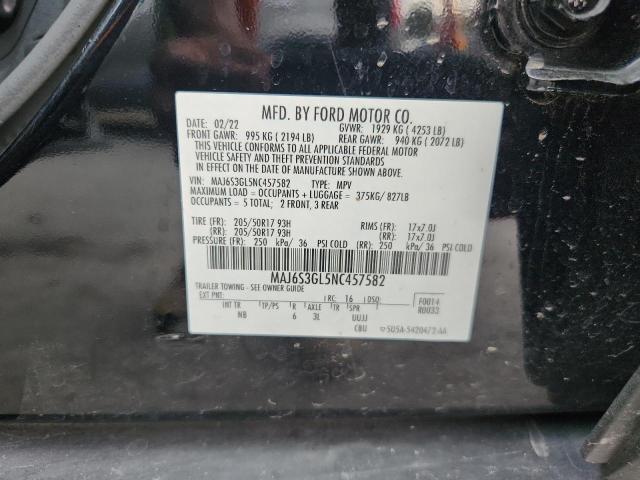 MFD. BY FORD MOTOR CO.
DATE: 02/22 GVWR: 1929 KG ( 4253 LB)
FRONT GAWR: 995 KG ( 2194 LB) REAR GAWR: 940 KG ( 2072 LB)
THIS VEHICLE CONFORMS TO ALL APPLICABLE FEDERAL MOTOR
VEHICLE SAFETY AND THEFT PREVENTION STANDARDS
IN EFFECT ON THE DATE OF MANUFACTURE SHOWN ABOVE.
VIN: MAJ6S3GL5NC457582 TYPE: MPV
MAXIMUM LOAD = OCCUPANTS + LUGGAGE = 375KG/ 827LB
OCCUPANTS = 5 TOTAL; 2 FRONT, 3 REAR
TIRE (FR): 205/50R17 93H RIMS (FR): 17x7.0J
(RR): 205/50R17 93H (RR): 17x7.0J
PRESSURE (FR): 250 kPa/ 36 PSI COLD (RR): 250 kPa/ 36 PSI COLD
MAJ6S3GL5NC457582
TRAILER TOWING - SEE OWNER GUIDE
EXT PNT: RC: 16 DSO: F0014
R0033
INT TR TP/PS R AXLE TR SPR
NB 6 3L UUJJ
CBU